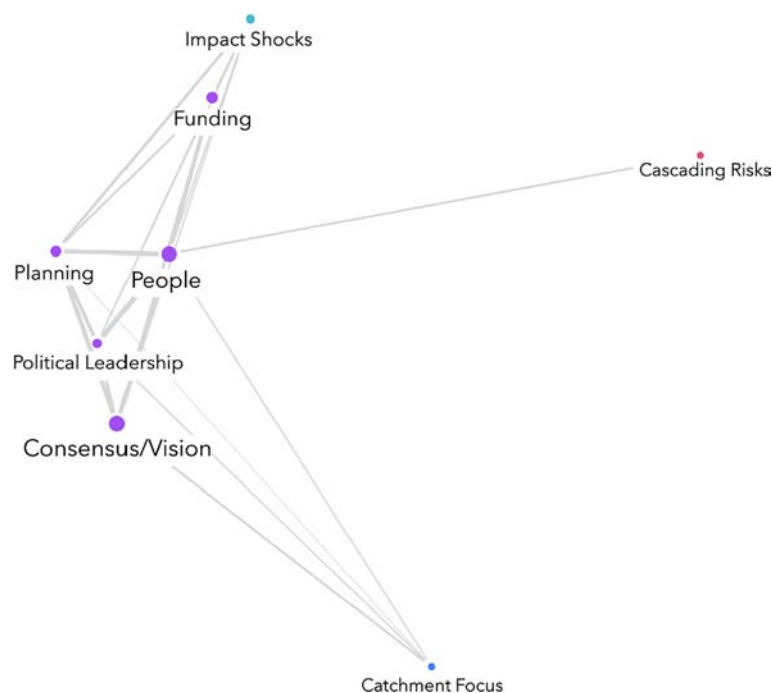 Impact Shocks
Funding
Cascading Risks
Planning
People
Political Leadership
Consensus/Vision
Catchment Focus